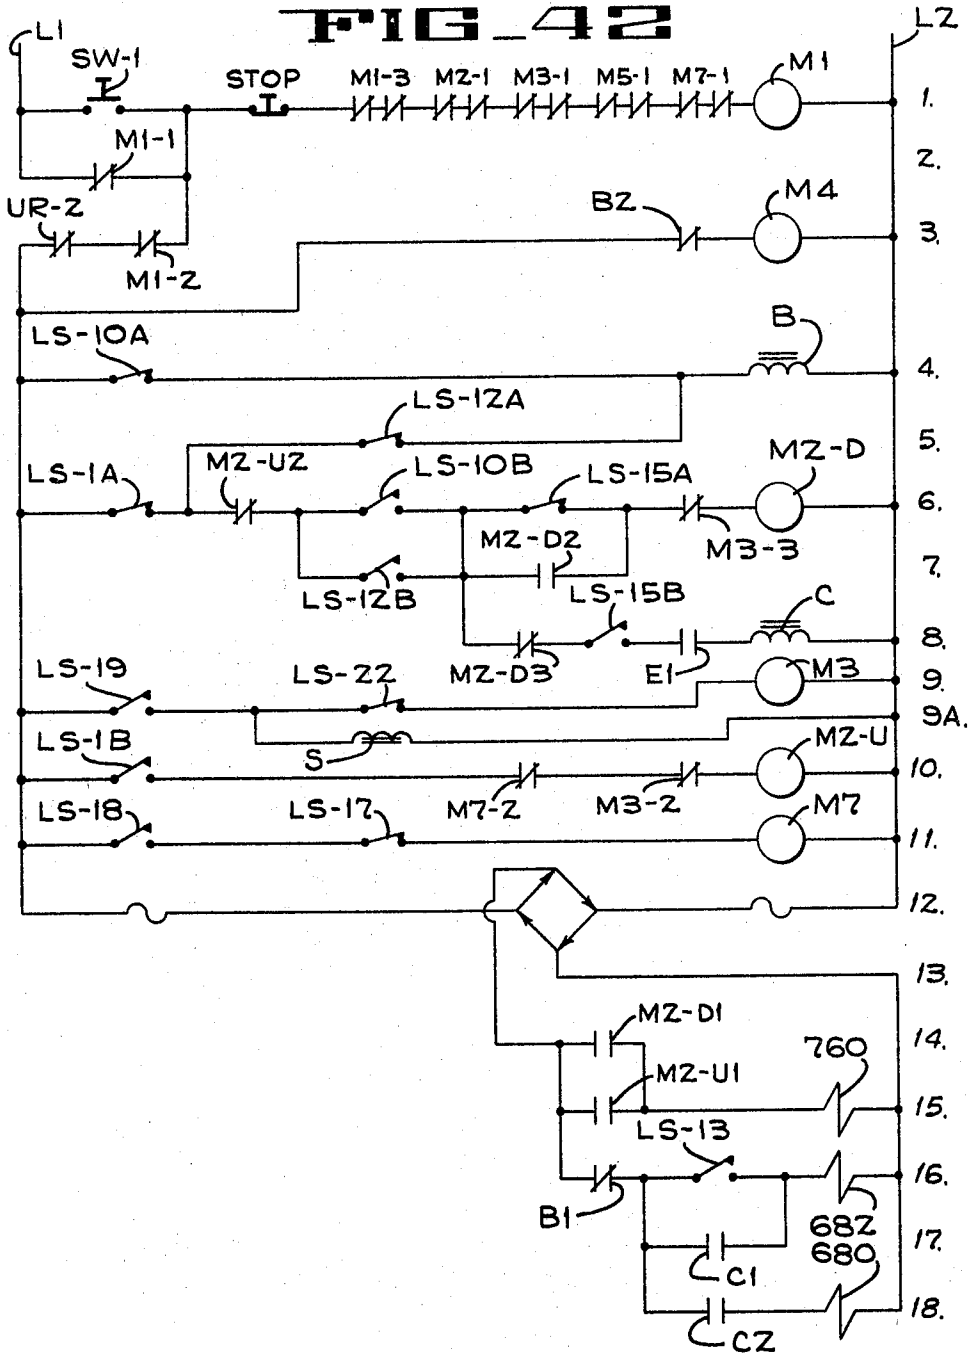 FIG_42
L1
L2
SW-1
STOP
M1-3 M2-1 M3-1 M5-1 M7-1
M1
1.
M1-1
2.
UR-2
B2
M4
3.
M1-2
LS-10A
B
4.
LS-12A
5.
LS-1A
M2-U2
LS-10B
LS-15A
M2-D
6.
M2-D2
M3-3
7.
LS-12B
LS-15B
C
8.
M2-D3
E1
LS-19
LS-22
M3
9.
9A.
LS-1B
S
M2-U
10.
M7-2
M3-2
LS-18
LS-17
M7
11.
12.
13.
M2-D1
14.
760
M2-U1
15.
LS-13
16.
B1
682
17.
680
C1
18.
C2